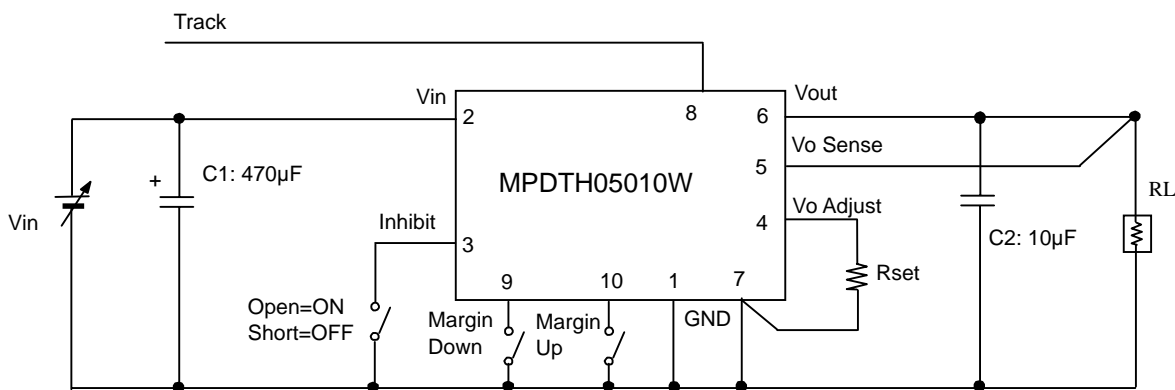 Track
Vin
2
8
6
Vout
Vo Sense
5
C1: 470µF
+
MPDTH05010W
RL
Vin
Inhibit
3
Vo Adjust
4
C2: 10µF
Rset
9
10
1
7
Open=ON
Short=OFF
Margin
Down
Margin
Up
GND